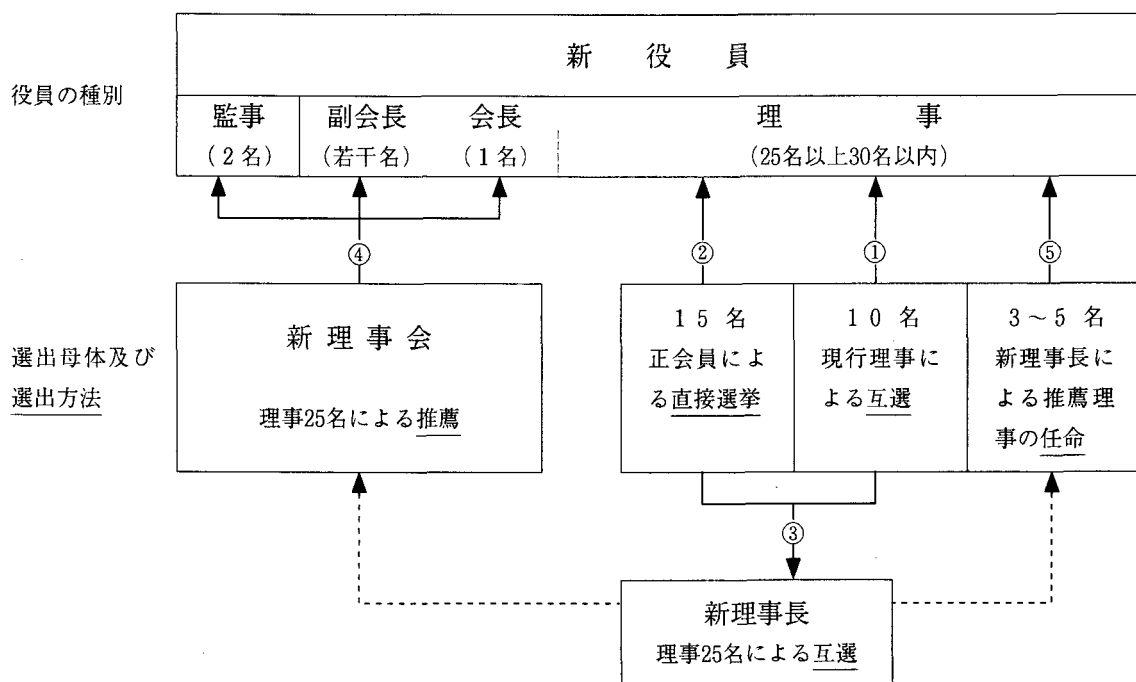 新役員
役員の種別
監事 副会長 会長 理事
(2名) (若干名) (1名) (25名以上30名以内)
④ ② ① ⑤
選出母体及び
選出方法
新理事会
理事25名による推薦
15名
正会員によ
る直接選挙
10名
現行理事に
よる互選
3～5名
新理事長に
よる推薦理
事の任命
③
新理事長
理事25名による互選